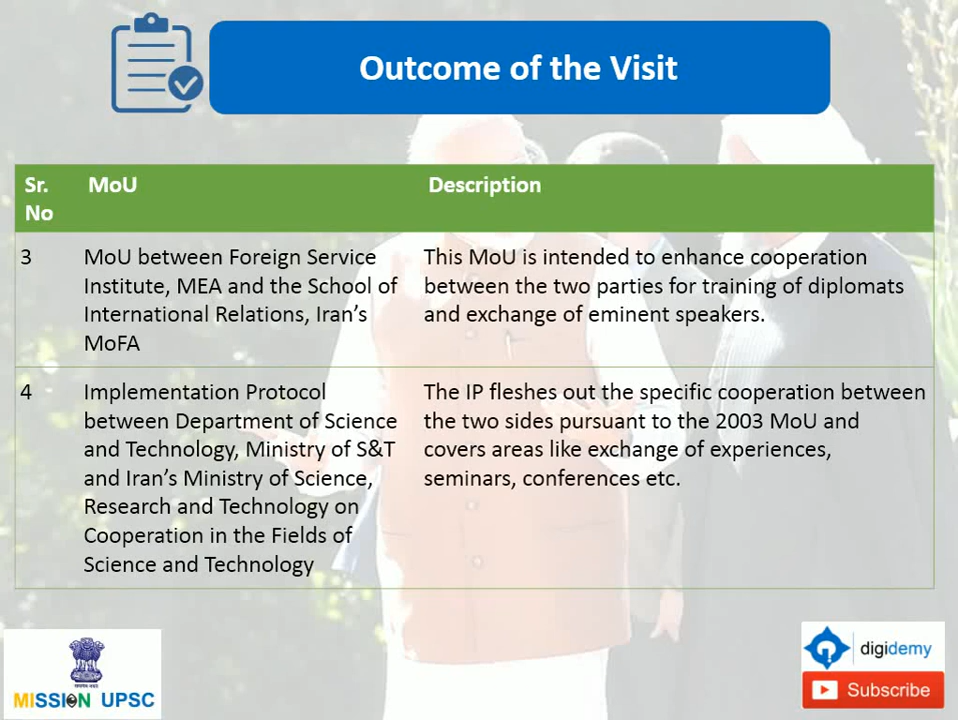 Outcome of the Visit
Sr. No
MoU
Description
3
MoU between Foreign Service
Institute, MEA and the School of
International Relations, Iran's
MoFA
This MoU is intended to enhance cooperation
between the two parties for training of diplomats
and exchange of eminent speakers.
4
Implementation Protocol
between Department of Science
and Technology, Ministry of S&T
and Iran's Ministry of Science,
Research and Technology on
Cooperation in the Fields of
Science and Technology
The IP fleshes out the specific cooperation between
the two sides pursuant to the 2003 MoU and
covers areas like exchange of experiences,
seminars, conferences etc.
MISSION UPSC
digidemy
Subscribe